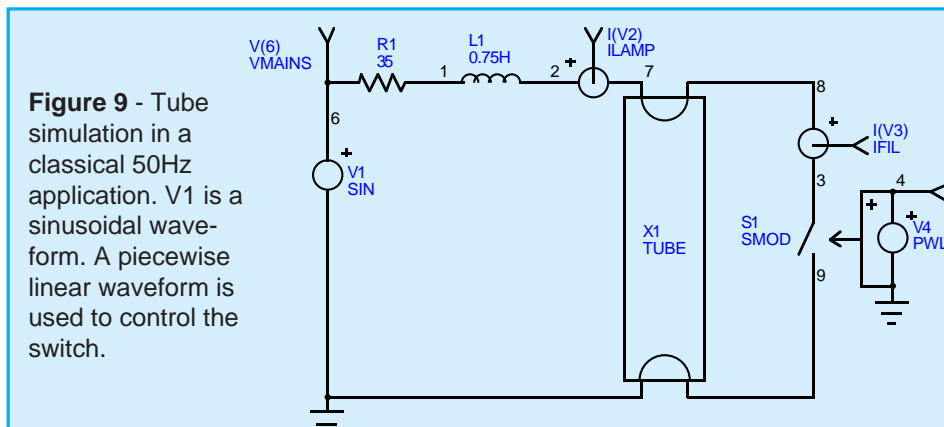 Figure 9 - Tube
simulation in a
classical 50Hz
application. V1 is a
sinusoidal wave-
form. A piecewise
linear waveform is
used to control the
switch.
V(6)
VMAINS
R1
35
L1
0.75H
I(V2)
ILAMP
1
2
+
7
8
6
+
V1
SIN
+
I(V3)
IFIL
3
4
X1
TUBE
S1
SMOD
+
+
V4
PWL
9